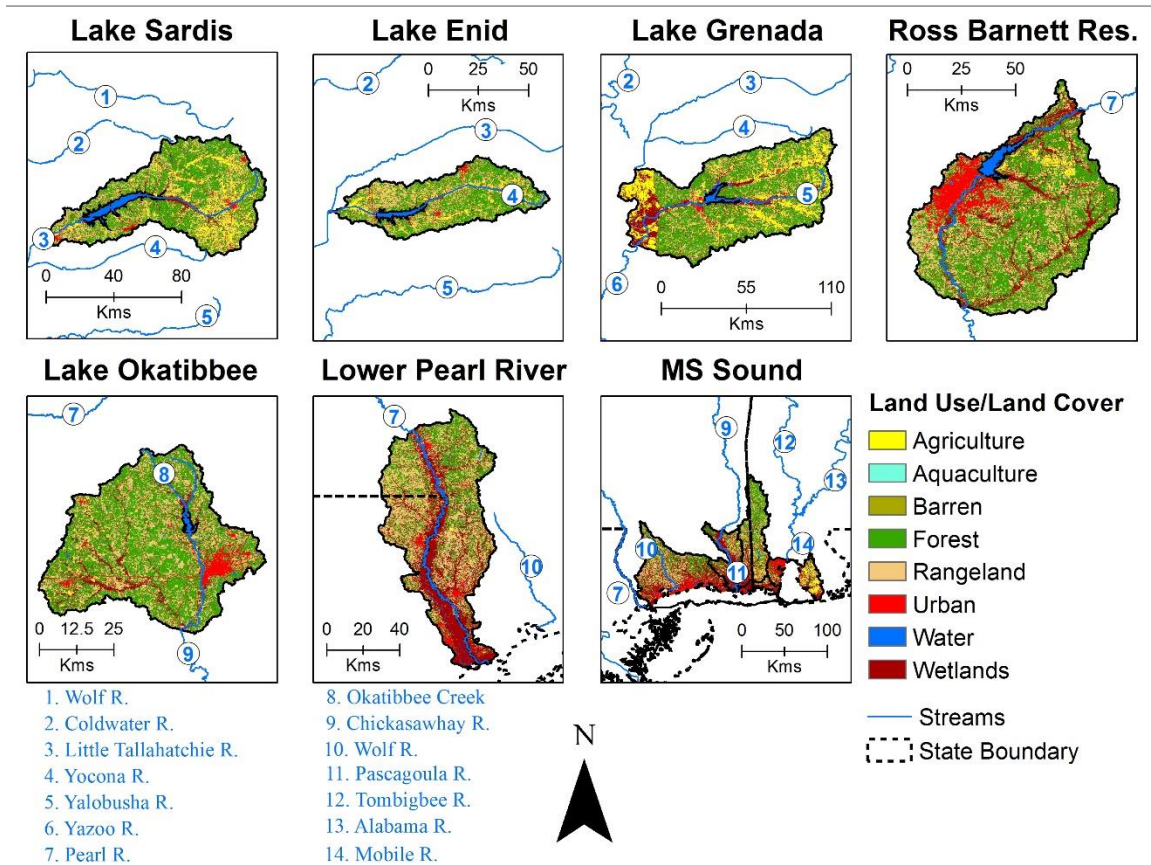 Lake Sardis
1
2
3
4
5
0 40 80
Kms
Lake Enid
0 25 50
Kms
2
3
4
5
Lake Grenada
2
3
4
5
6
0 55 110
Kms
Ross Barnett Res.
0 25 50
Kms
7
Lake Okatibbee
7
8
9
0 12.5 25
Kms
Lower Pearl River
7
10
0 20 40
Kms
MS Sound
9
12
13
14
10
11
7
0 50 100
Kms
Land Use/Land Cover
Agriculture
Aquaculture
Barren
Forest
Rangeland
Urban
Water
Wetlands
Streams
State Boundary
1. Wolf R.
2. Coldwater R.
3. Little Tallahatchie R.
4. Yocona R.
5. Yalobusha R.
6. Yazoo R.
7. Pearl R.
8. Okatibbee Creek
9. Chickasawhay R.
10. Wolf R.
11. Pascagoula R.
12. Tombigbee R.
13. Alabama R.
14. Mobile R.
N